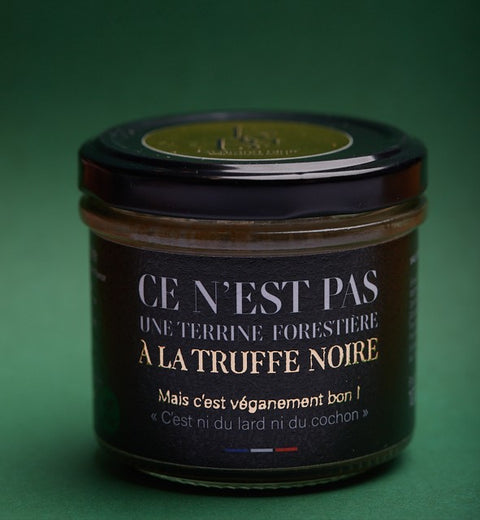 CE N'EST PAS
UNE TERRINE FORESTIÈRE
A LA TRUFFE NOIRE
Mais c'est véganement bon !
« C'est ni du lard ni du cochon »